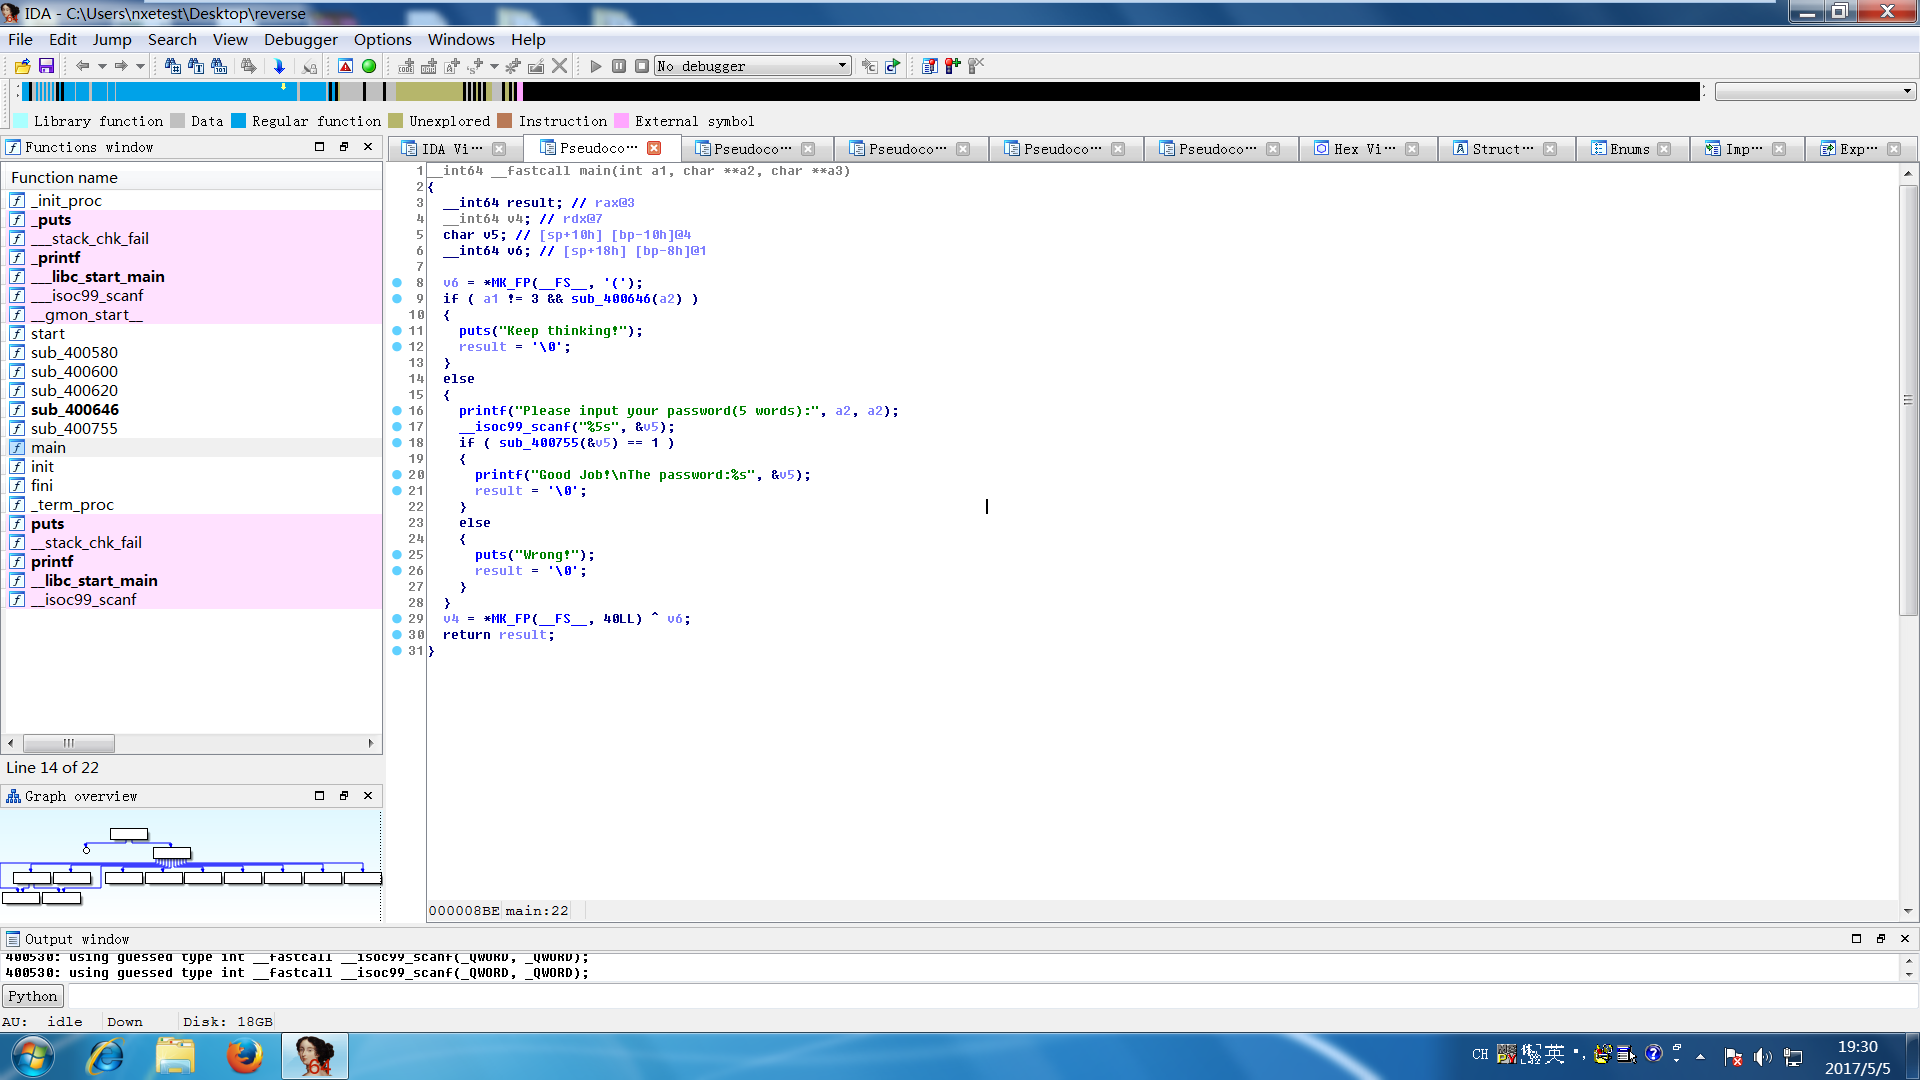 IDA - C:\Users\nxetest\Desktop\reverse
File Edit Jump Search View Debugger Options Windows Help
No debugger
Library function Data Regular function Unexplored Instruction External symbol
Functions window
IDA Vi… Pseudoco… Pseudoco… Pseudoco… Pseudoco… Pseudoco… Hex Vi… Struct… Enums Imp… Exp…
Function name
_init_proc
_puts
___stack_chk_fail
_printf
___libc_start_main
___isoc99_scanf
__gmon_start__
start
sub_400580
sub_400600
sub_400620
sub_400646
sub_400755
main
init
fini
_term_proc
puts
__stack_chk_fail
printf
__libc_start_main
__isoc99_scanf
Line 14 of 22
Graph overview
1 __int64 __fastcall main(int a1, char **a2, char **a3)
2 {
3 __int64 result; // rax@3
4 __int64 v4; // rdx@7
5 char v5; // [sp+10h] [bp-10h]@4
6 __int64 v6; // [sp+18h] [bp-8h]@1
7
8 v6 = *MK_FP(__FS__, '(');
9 if ( a1 != 3 && sub_400646(a2) )
10 {
11 puts("Keep thinking!");
12 result = '\0';
13 }
14 else
15 {
16 printf("Please input your password(5 words):", a2, a2);
17 __isoc99_scanf("%5s", &v5);
18 if ( sub_400755(&v5) == 1 )
19 {
20 printf("Good Job!\nThe password:%s", &v5);
21 result = '\0';
22 }
23 else
24 {
25 puts("Wrong!");
26 result = '\0';
27 }
28 }
29 v4 = *MK_FP(__FS__, 40LL) ^ v6;
30 return result;
31 }
000008BE main:22
Output window
400530: using guessed type int __fastcall __isoc99_scanf(_QWORD, _QWORD);
400530: using guessed type int __fastcall __isoc99_scanf(_QWORD, _QWORD);
Python
AU: idle Down Disk: 18GB
64
CH 英
19:30
2017/5/5